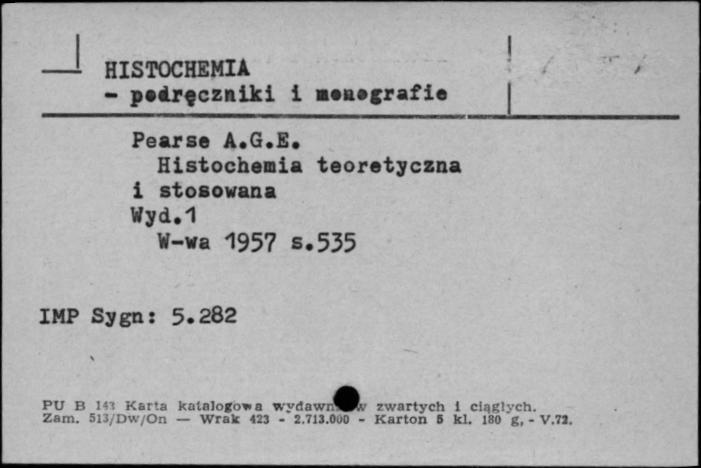 HISTOCHEMIA
- podręczniki i monografie
Pearse A.G.E.
Histochemia teoretyczna
i stosowana
Wyd.1
W-wa 1957 s.535
IMP Sygn: 5.282
PU B 143 Karta katalogowa zwartych i ciągłych.
Zam. 513/Dw/On — Wrak 423 - 2.713.000 - Karton 5 kl. 180 g, - V.72.